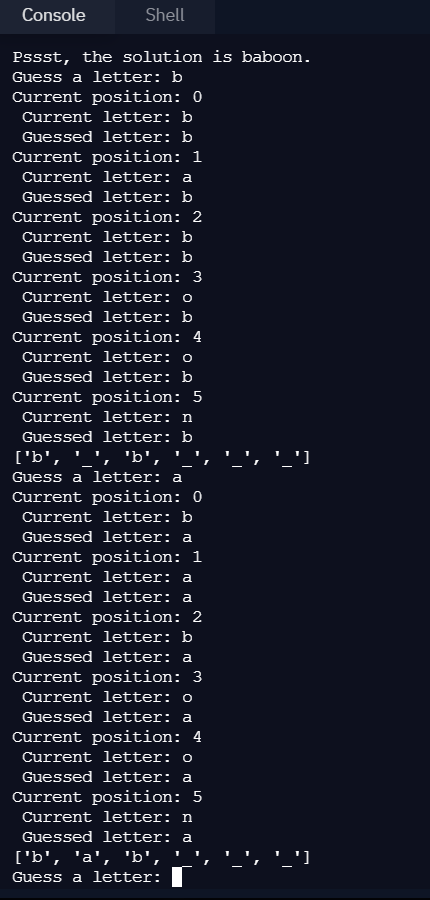 Console Shell
Pssst, the solution is baboon.
Guess a letter: b
Current position: 0
 Current letter: b
 Guessed letter: b
Current position: 1
 Current letter: a
 Guessed letter: b
Current position: 2
 Current letter: b
 Guessed letter: b
Current position: 3
 Current letter: o
 Guessed letter: b
Current position: 4
 Current letter: o
 Guessed letter: b
Current position: 5
 Current letter: n
 Guessed letter: b
['b', '_', 'b', '_', '_', '_']
Guess a letter: a
Current position: 0
 Current letter: b
 Guessed letter: a
Current position: 1
 Current letter: a
 Guessed letter: a
Current position: 2
 Current letter: b
 Guessed letter: a
Current position: 3
 Current letter: o
 Guessed letter: a
Current position: 4
 Current letter: o
 Guessed letter: a
Current position: 5
 Current letter: n
 Guessed letter: a
['b', 'a', 'b', '_', '_', '_']
Guess a letter: